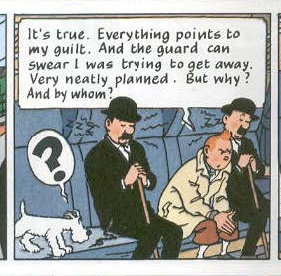 It's true. Everything points to
my guilt. And the guard can
swear I was trying to get away.
Very neatly planned. But why?
And by whom?
?